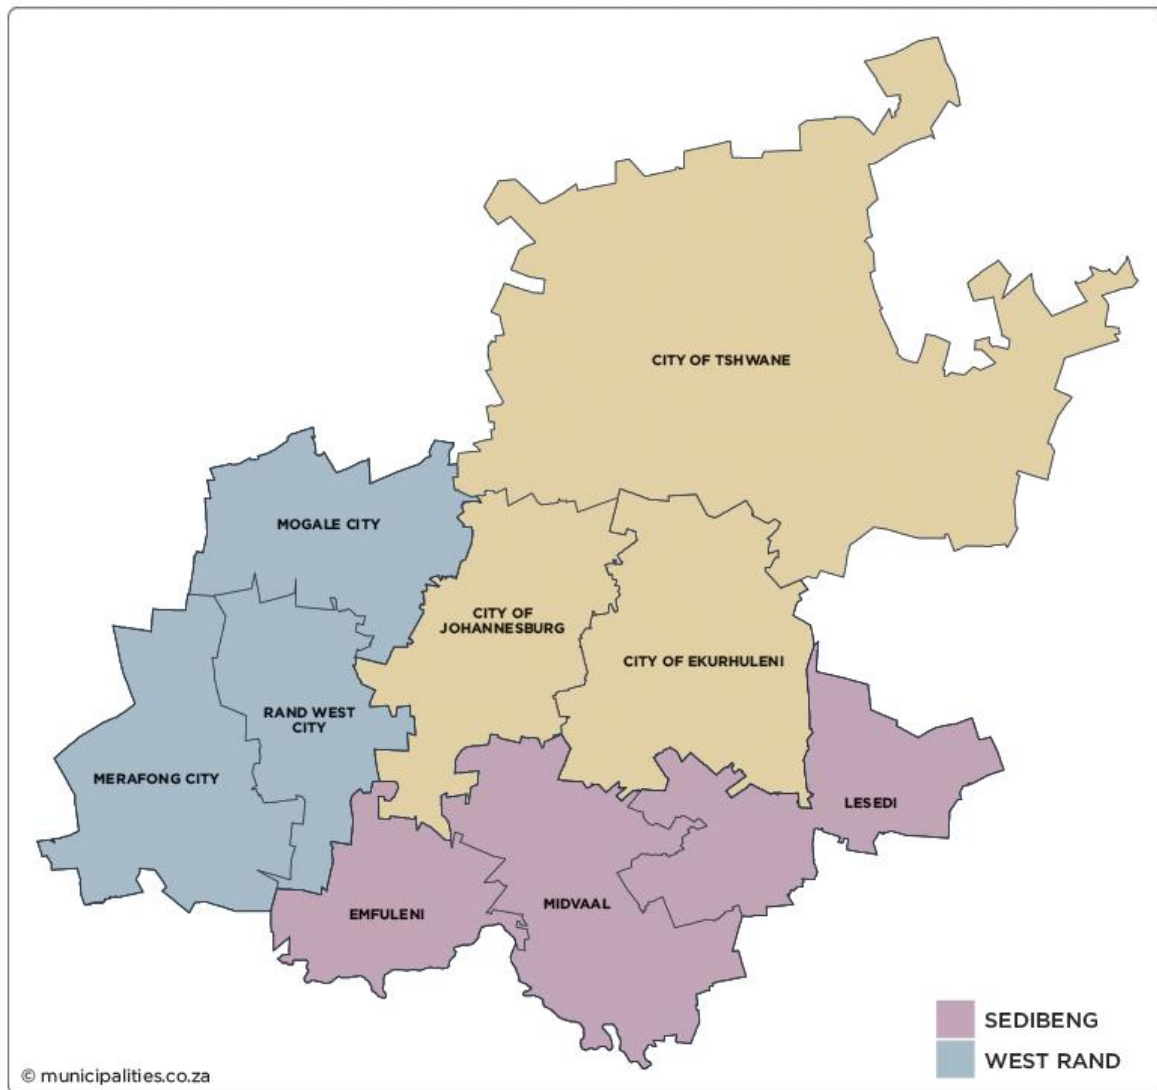 CITY OF TSHWANE
MOGALE CITY
CITY OF
JOHANNESBURG
CITY OF EKURHULENI
RAND WEST
CITY
MERAFONG CITY
LESEDI
EMFULENI
MIDVAAL
SEDIBENG
WEST RAND
© municipalities.co.za